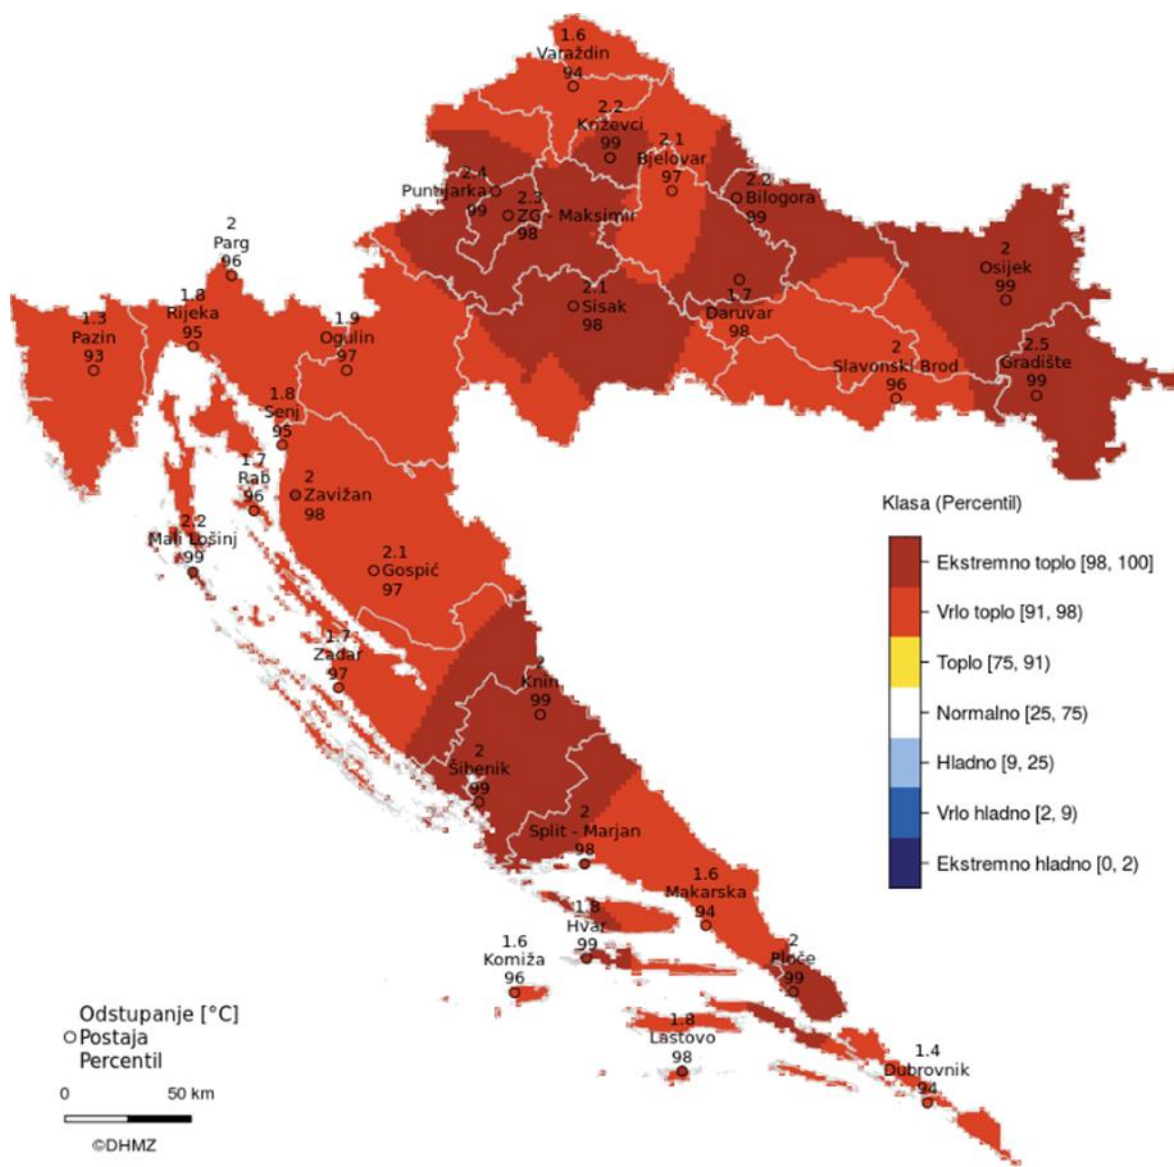 1.6
Varaždin
94
2.2
Križevci
99
2.1
Bjelovar
97
2.4
Puntijarka
99
2.3
ZG - Maksimir
98
2.2
Bilogora
99
2
Parg
96
2
Osijek
99
1.8
Rijeka
95
2.1
Sisak
98
1.7
Daruvar
98
1.3
Pazin
93
1.9
Ogulin
97
2
Slavonski Brod
96
2.5
Gradište
99
1.8
Senj
95
1.7
Rab
96
2
Zavižan
98
2.2
Mali Lošinj
99
2.1
Gospić
97
1.7
Zadar
97
2
Knin
99
2
Šibenik
99
2
Split - Marjan
98
1.6
Makarska
94
1.8
Hvar
99
1.6
Komiža
96
2
Ploče
99
1.8
Lastovo
98
1.4
Dubrovnik
94
Klasa (Percentil)
Ekstremno toplo [98, 100]
Vrlo toplo [91, 98)
Toplo [75, 91)
Normalno [25, 75)
Hladno [9, 25)
Vrlo hladno [2, 9)
Ekstremno hladno [0, 2)
Odstupanje [°C]
Postaja
Percentil
0 50 km
©DHMZ